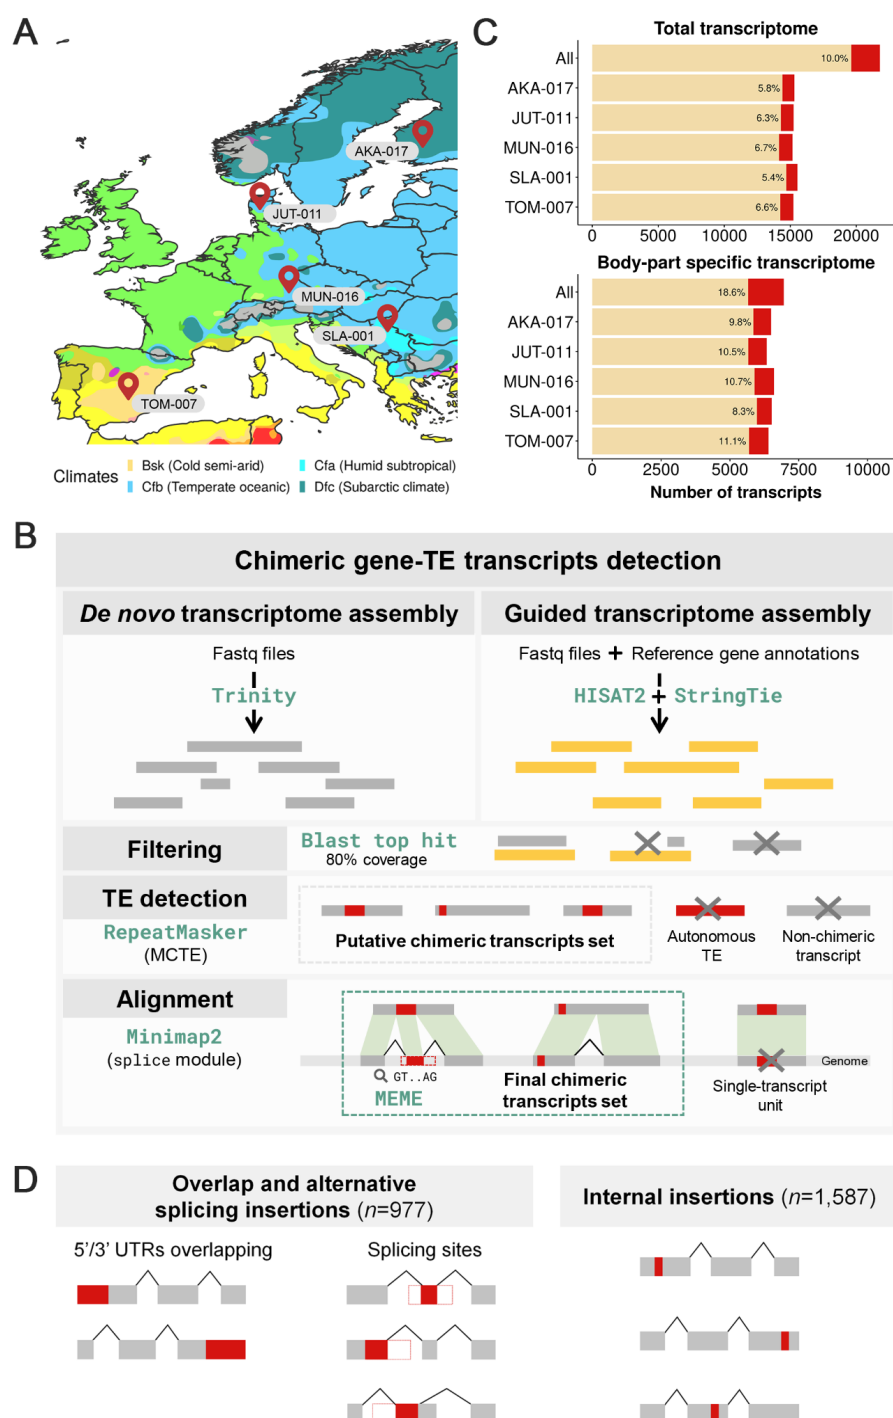 A
AKA-017
JUT-011
MUN-016
SLA-001
TOM-007
Climates
Bsk (Cold semi-arid)
Cfa (Humid subtropical)
Cfb (Temperate oceanic)
Dfc (Subarctic climate)
C
Total transcriptome
All
10.0%
AKA-017
5.8%
JUT-011
6.3%
MUN-016
6.7%
SLA-001
5.4%
TOM-007
6.6%
0 5000 10000 15000 20000
Body-part specific transcriptome
All
18.6%
AKA-017
9.8%
JUT-011
10.5%
MUN-016
10.7%
SLA-001
8.3%
TOM-007
11.1%
0 2500 5000 7500 10000
Number of transcripts
B
Chimeric gene-TE transcripts detection
De novo transcriptome assembly
Fastq files
Trinity
Guided transcriptome assembly
Fastq files + Reference gene annotations
HISAT2 + StringTie
Filtering
Blast top hit
80% coverage
TE detection
RepeatMasker
(MCTE)
Putative chimeric transcripts set
Autonomous
TE
Non-chimeric
transcript
Alignment
Minimap2
(splice module)
GT..AG
MEME
Final chimeric
transcripts set
Genome
Single-transcript
unit
D
Overlap and alternative
splicing insertions (n=977)
5'/3' UTRs overlapping
Splicing sites
Internal insertions (n=1,587)